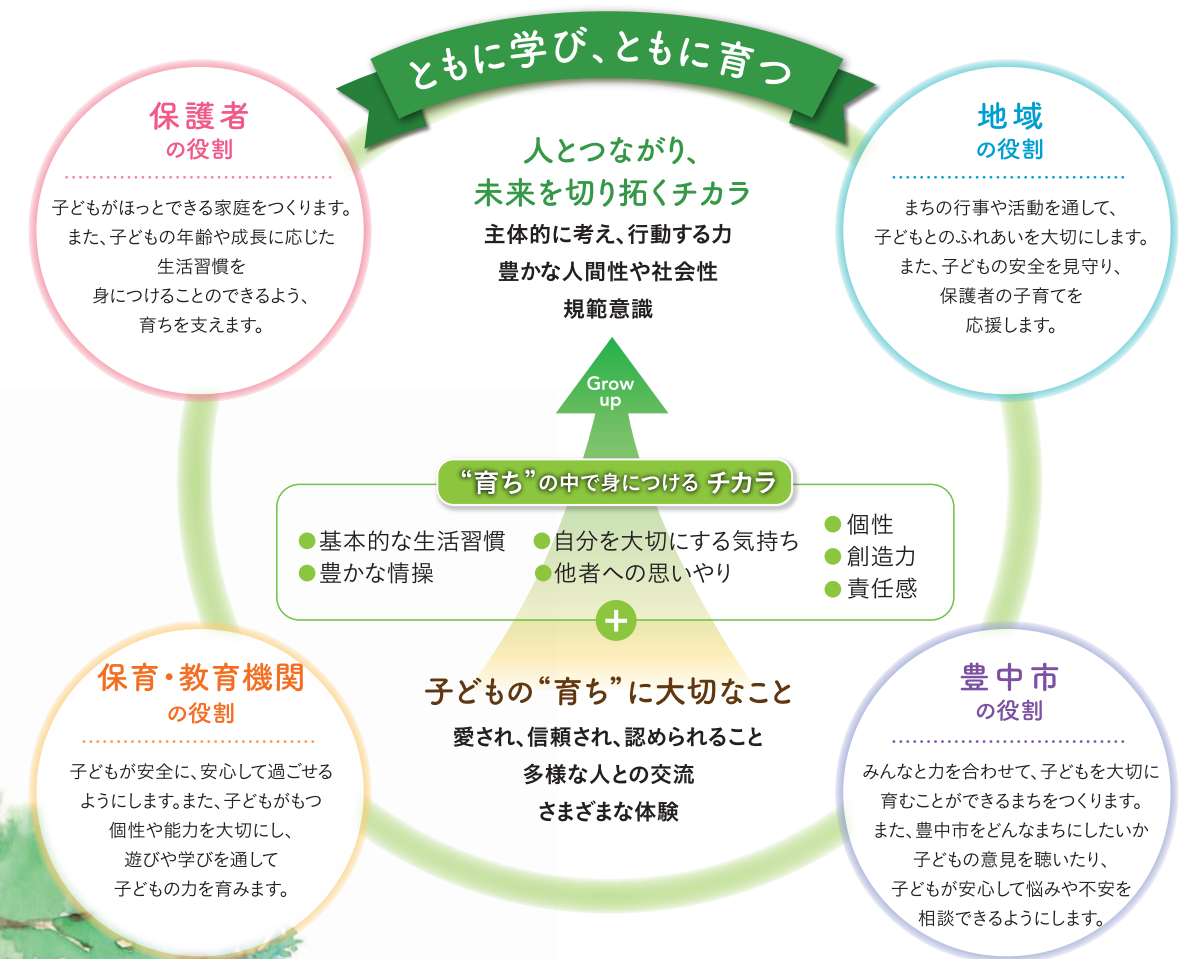 ともに学び、ともに育つ
保護者
の役割
子どもがほっとできる家庭をつくります。
また、子どもの年齢や成長に応じた
生活習慣を
身につけることのできるよう、
育ちを支えます。
人とつながり、
未来を切り拓くチカラ
主体的に考え、行動する力
豊かな人間性や社会性
規範意識
地域
の役割
まちの行事や活動を通して、
子どもとのふれあいを大切にします。
また、子どもの安全を見守り、
保護者の子育てを
応援します。
Grow
up
“育ち”の中で身につける チカラ
●基本的な生活習慣
●豊かな情操
●自分を大切にする気持ち
●他者への思いやり
●個性
●創造力
●責任感
+
子どもの“育ち”に大切なこと
愛され、信頼され、認められること
多様な人との交流
さまざまな体験
保育・教育機関
の役割
子どもが安全に、安心して過ごせる
ようにします。また、子どもがもつ
個性や能力を大切にし、
遊びや学びを通して
子どもの力を育みます。
豊中市
の役割
みんなと力を合わせて、子どもを大切に
育むことができるまちをつくります。
また、豊中市をどんなまちにしたいか
子どもの意見を聴いたり、
子どもが安心して悩みや不安を
相談できるようにします。